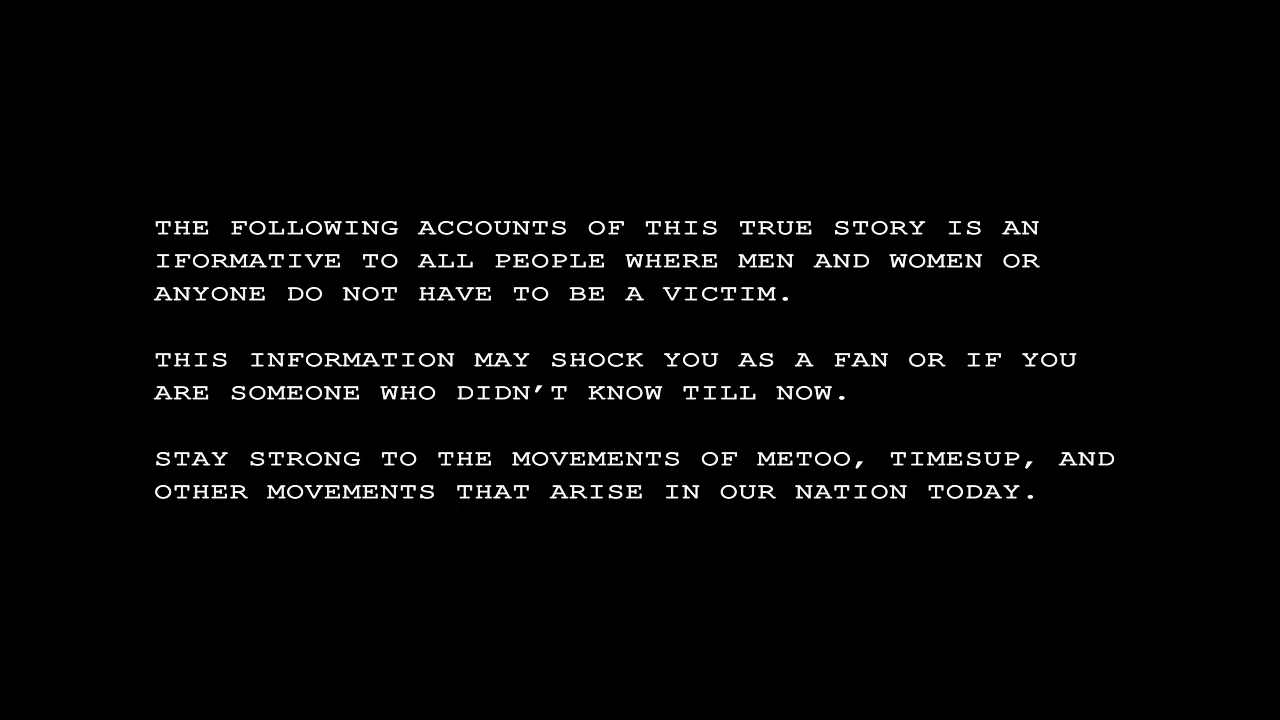 THE FOLLOWING ACCOUNTS OF THIS TRUE STORY IS AN
IFORMATIVE TO ALL PEOPLE WHERE MEN AND WOMEN OR
ANYONE DO NOT HAVE TO BE A VICTIM.
THIS INFORMATION MAY SHOCK YOU AS A FAN OR IF YOU
ARE SOMEONE WHO DIDN’T KNOW TILL NOW.
STAY STRONG TO THE MOVEMENTS OF METOO, TIMESUP, AND
OTHER MOVEMENTS THAT ARISE IN OUR NATION TODAY.